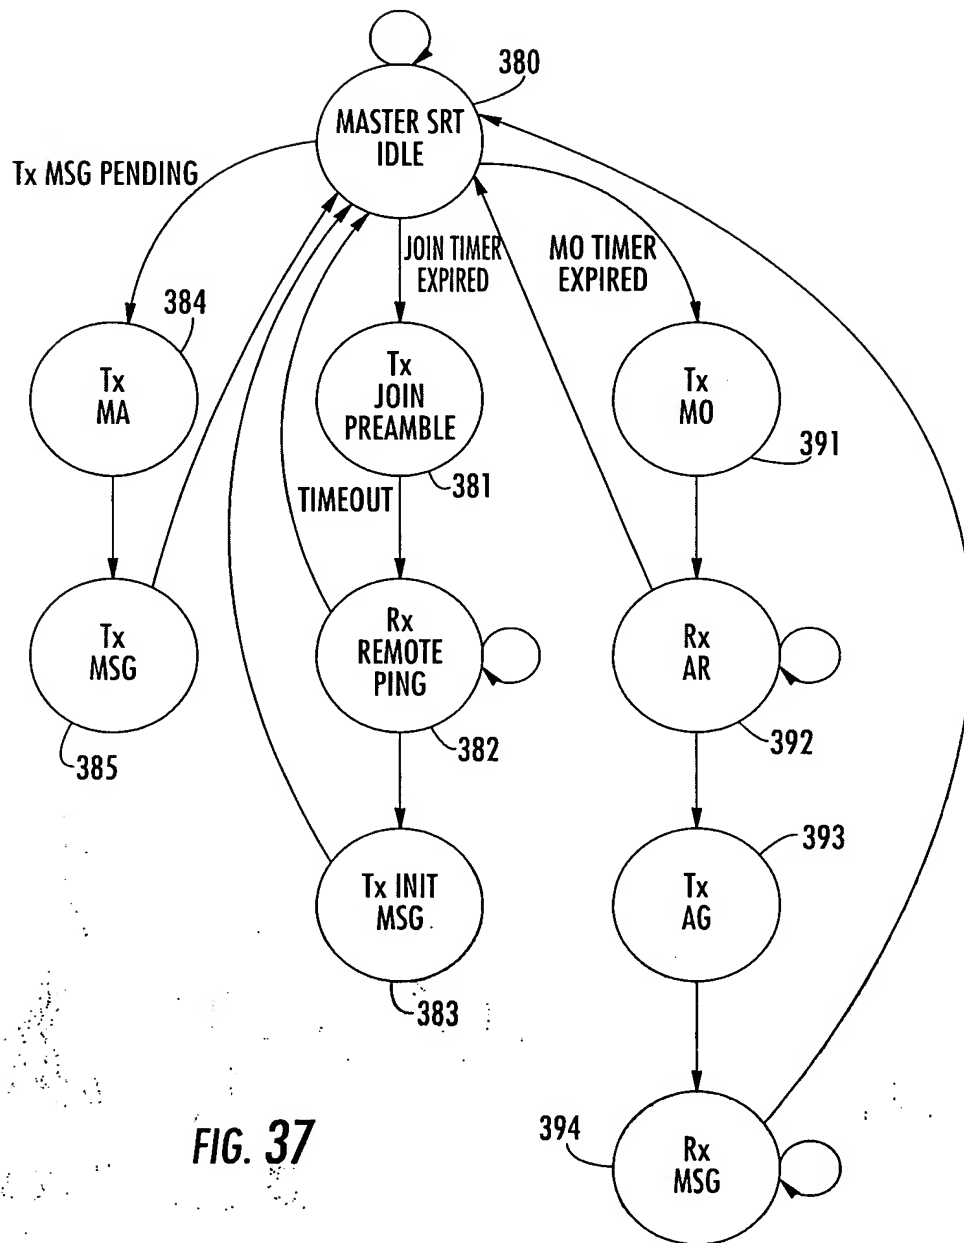 380
MASTER SRT
IDLE
Tx MSG PENDING
JOIN TIMER
EXPIRED
MO TIMER
EXPIRED
384
Tx
MA
Tx
JOIN
PREAMBLE
381
Tx
MO
391
TIMEOUT
Tx
MSG
385
Rx
REMOTE
PING
382
Rx
AR
392
393
Tx INIT
MSG
383
Tx
AG
394
Rx
MSG
FIG. 37